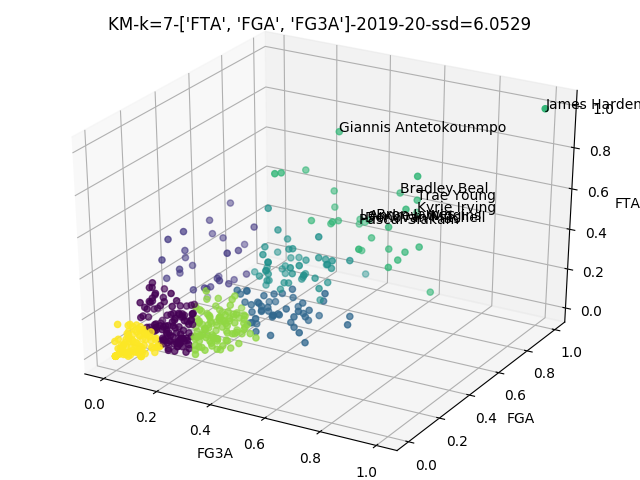 KM-k=7-['FTA', 'FGA', 'FG3A']-2019-20-ssd=6.0529
James Harden
Giannis Antetokounmpo
Bradley Beal
Trae Young
Kyrie Irving
Pascal Siakam
FTA
0.0
0.2
0.4
0.6
0.8
1.0
FGA
0.0
0.2
0.4
0.6
0.8
1.0
FG3A
0.0
0.2
0.4
0.6
0.8
1.0